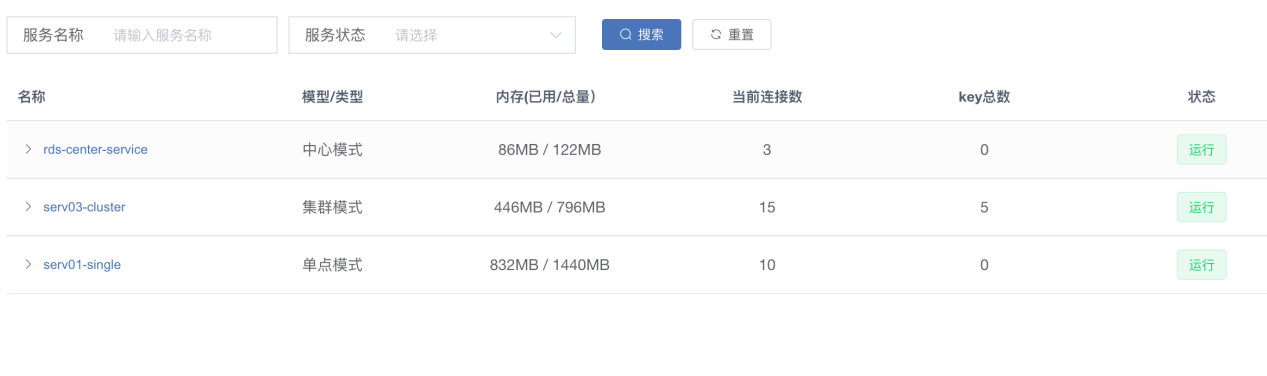 服务名称 请输入服务名称 服务状态 请选择 搜索 重置
名称 模型/类型 内存(已用/总量） 当前连接数 key总数 状态
rds-center-service 中心模式 86MB / 122MB 3 0 运行
serv03-cluster 集群模式 446MB / 796MB 15 5 运行
serv01-single 单点模式 832MB / 1440MB 10 0 运行